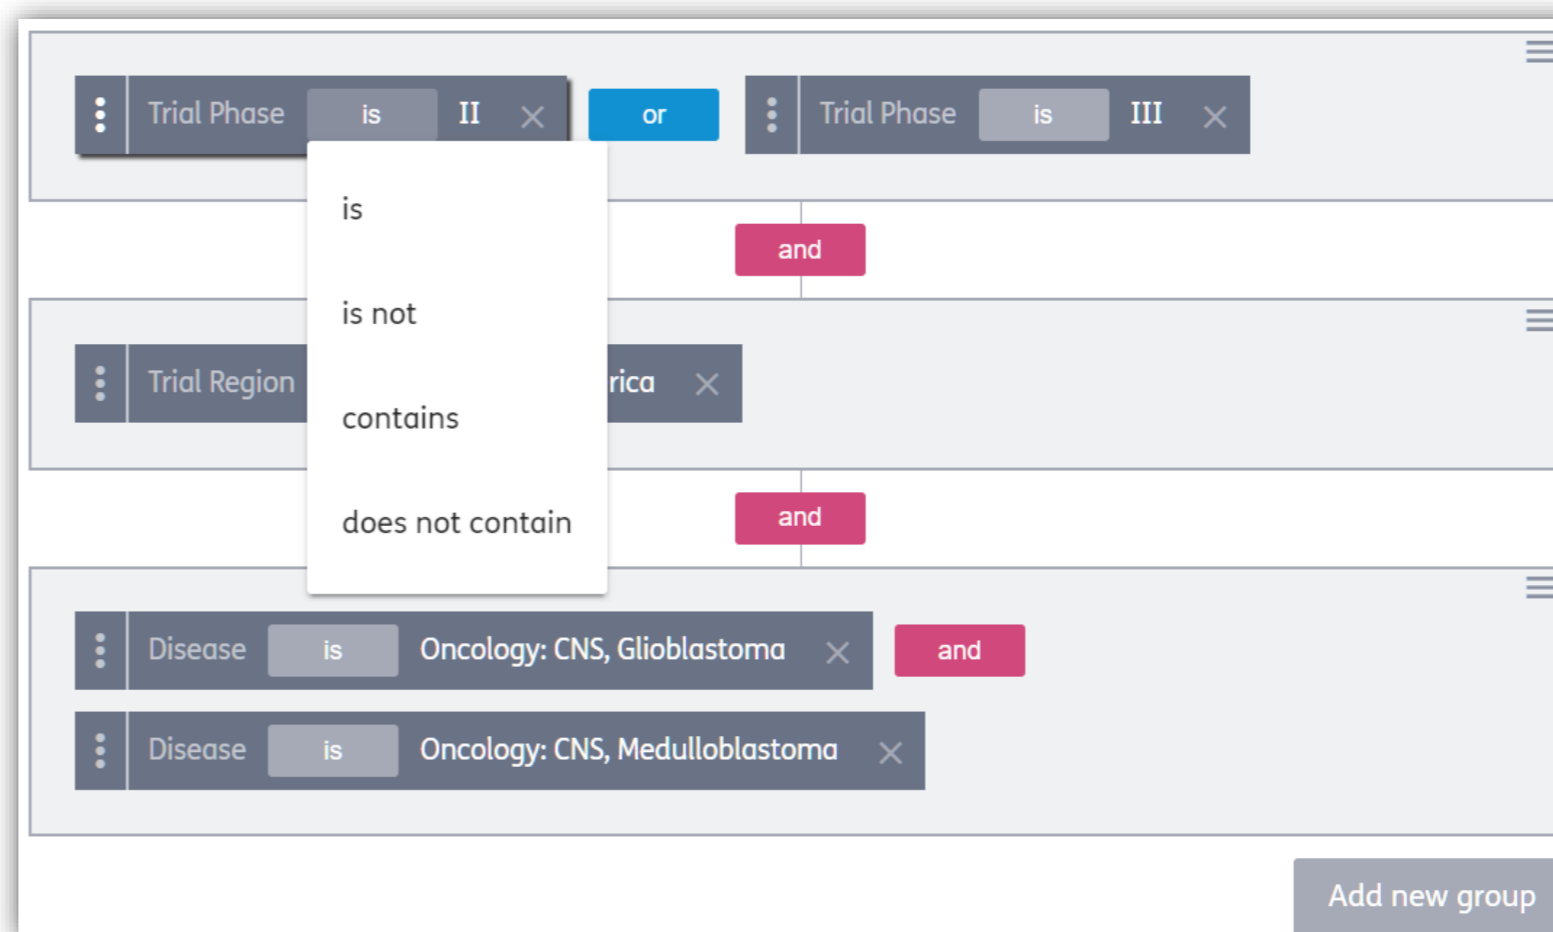 Trial Phase is II or Trial Phase is III
is
and
is not
Trial Region rica
contains
and
does not contain
Disease is Oncology: CNS, Glioblastoma and
Disease is Oncology: CNS, Medulloblastoma
Add new group